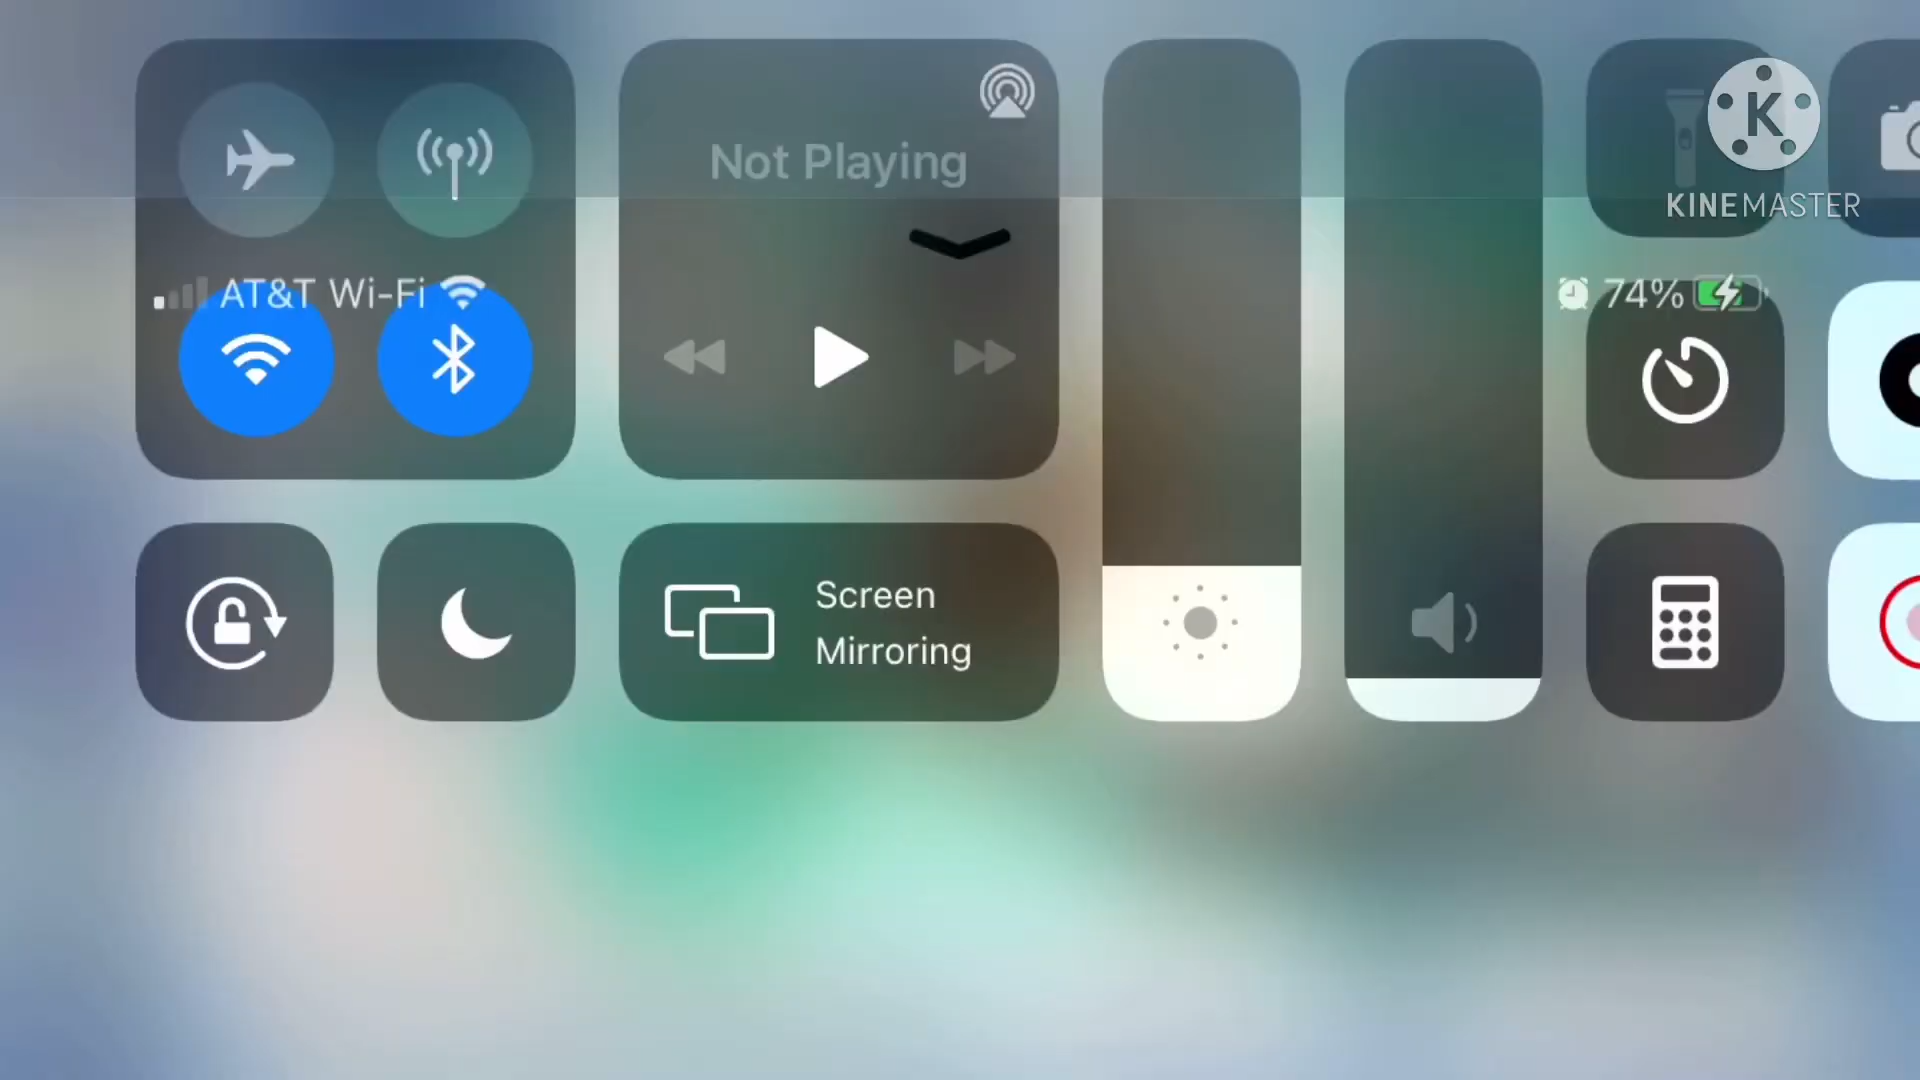 Not Playing
K
KINEMASTER
AT&T Wi-Fi
74%
Screen
Mirroring